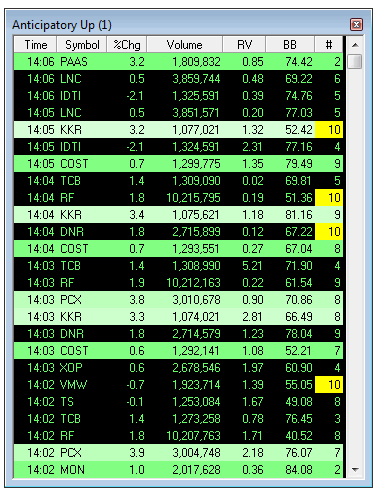 Anticipatory Up (1)
Time Symbol %Chg Volume RV BB #
14:06 PAAS 3.2 1,809,832 0.85 74.42 2
14:06 LNC 0.5 3,859,744 0.48 69.22 6
14:06 IDTI -2.1 1,325,591 0.39 74.76 5
14:05 LNC 0.5 3,851,571 0.20 77.03 5
14:05 KKR 3.2 1,077,021 1.32 52.42 10
14:05 IDTI -2.1 1,324,591 2.31 77.16 4
14:05 COST 0.7 1,299,775 1.35 79.49 9
14:04 TCB 1.4 1,309,090 0.02 69.81 5
14:04 RF 1.8 10,215,795 0.19 51.36 10
14:04 KKR 3.4 1,075,621 1.18 81.16 9
14:04 DNR 1.8 2,715,899 0.12 67.22 10
14:04 COST 0.7 1,293,551 0.27 67.04 8
14:03 TCB 1.4 1,308,990 5.21 71.90 4
14:03 RF 1.9 10,212,163 0.22 61.54 9
14:03 PCX 3.8 3,010,678 0.90 70.86 8
14:03 KKR 3.3 1,074,021 2.81 66.49 8
14:03 DNR 1.8 2,714,579 1.23 78.04 9
14:03 COST 0.6 1,292,141 1.08 52.21 7
14:03 XOP 0.6 2,678,546 1.97 60.90 4
14:02 VMW -0.7 1,923,714 1.39 55.05 10
14:02 TS -0.1 1,253,084 1.67 49.08 8
14:02 TCB 1.4 1,273,258 0.78 76.45 3
14:02 RF 1.8 10,207,763 1.71 40.52 8
14:02 PCX 3.9 3,004,748 2.18 76.07 7
14:02 MON 1.0 2,017,628 0.36 84.08 2